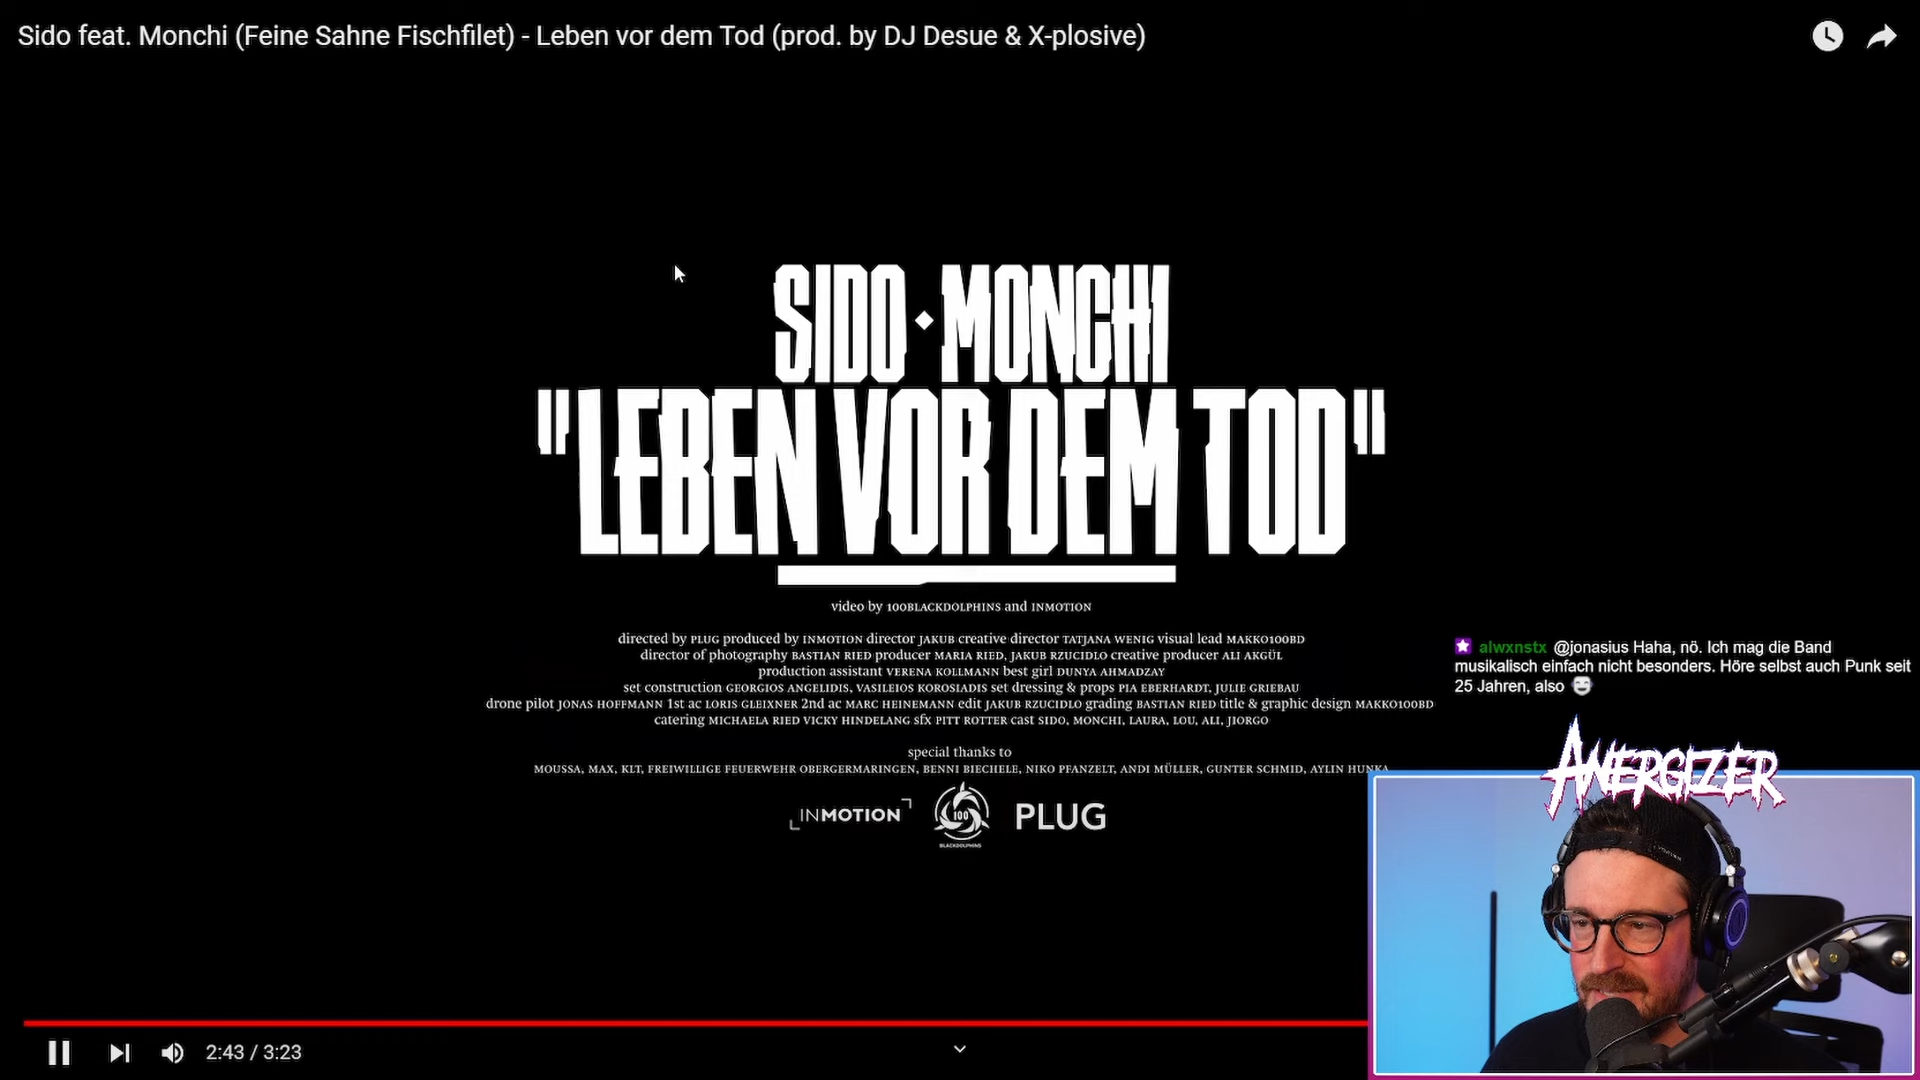 Sido feat. Monchi (Feine Sahne Fischfilet) - Leben vor dem Tod (prod. by DJ Desue & X-plosive)
SIDO · MONCHI
"LEBEN VOR DEM TOD"
video by 100BLACKDOLPHINS and INMOTION
directed by PLUG produced by INMOTION director JAKUB creative director TATJANA WENIG visual lead MAKKO100BD
director of photography BASTIAN RIED producer MARIA RIED, JAKUB RZUCIDLO creative producer ALI AKGÜL
production assistant VERENA KOLLMANN best girl DUNYA AHMADZAY
set construction GEORGIOS ANGELIDIS, VASILEIOS KOROSIADIS set dressing & props PIA EBERHARDT, JULIE GRIEBAU
drone pilot JONAS HOFFMANN 1st ac LORIS GLEIXNER 2nd ac MARC HEINEMANN edit JAKUB RZUCIDLO grading BASTIAN RIED title & graphic design MAKKO100BD
catering MICHAELA RIED VICKY HINDELANG sfx PITT ROTTER cast SIDO, MONCHI, LAURA, LOU, ALI, JIORGO
special thanks to
MOUSSA, MAX, KLT, FREIWILLIGE FEUERWEHR OBERGERMARINGEN, BENNI BIECHELE, NIKO PFANZELT, ANDI MÜLLER, GUNTER SCHMID, AYLIN HUNKA
INMOTION
100
BLACKDOLPHINS
PLUG
alwxnstx @jonasius Haha, nö. Ich mag die Band
musikalisch einfach nicht besonders. Höre selbst auch Punk seit
25 Jahren, also
ANERGIZER
2:43 / 3:23